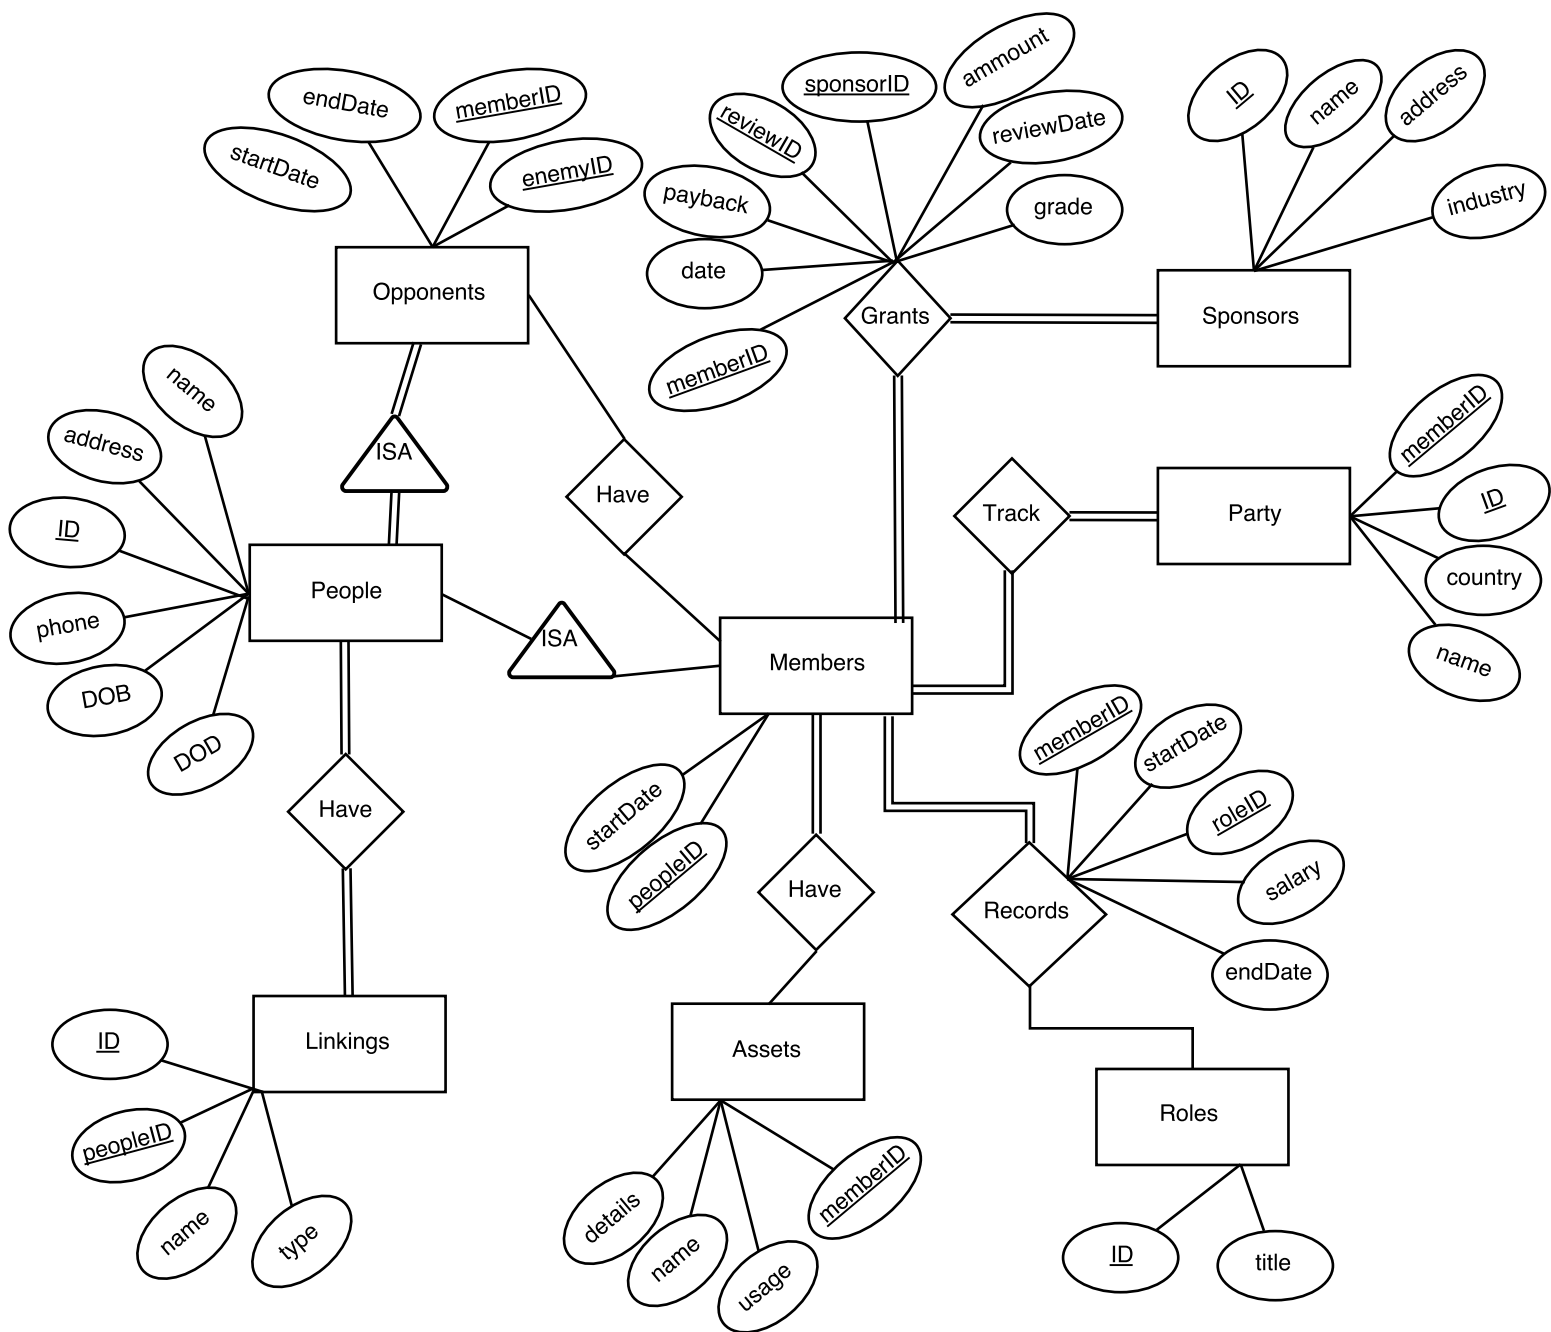 ammount
sponsorID
ID
name
address
endDate
memberID
reviewID
reviewDate
startDate
enemyID
payback
grade
industry
date
Opponents
Grants
Sponsors
memberID
name
memberID
address
ISA
Have
Track
Party
ID
ID
country
People
phone
ISA
Members
name
DOB
DOD
memberID
startDate
startDate
roleID
Have
peopleID
Have
salary
Records
endDate
ID
Linkings
Assets
Roles
peopleID
details
memberID
name
type
name
usage
ID
title